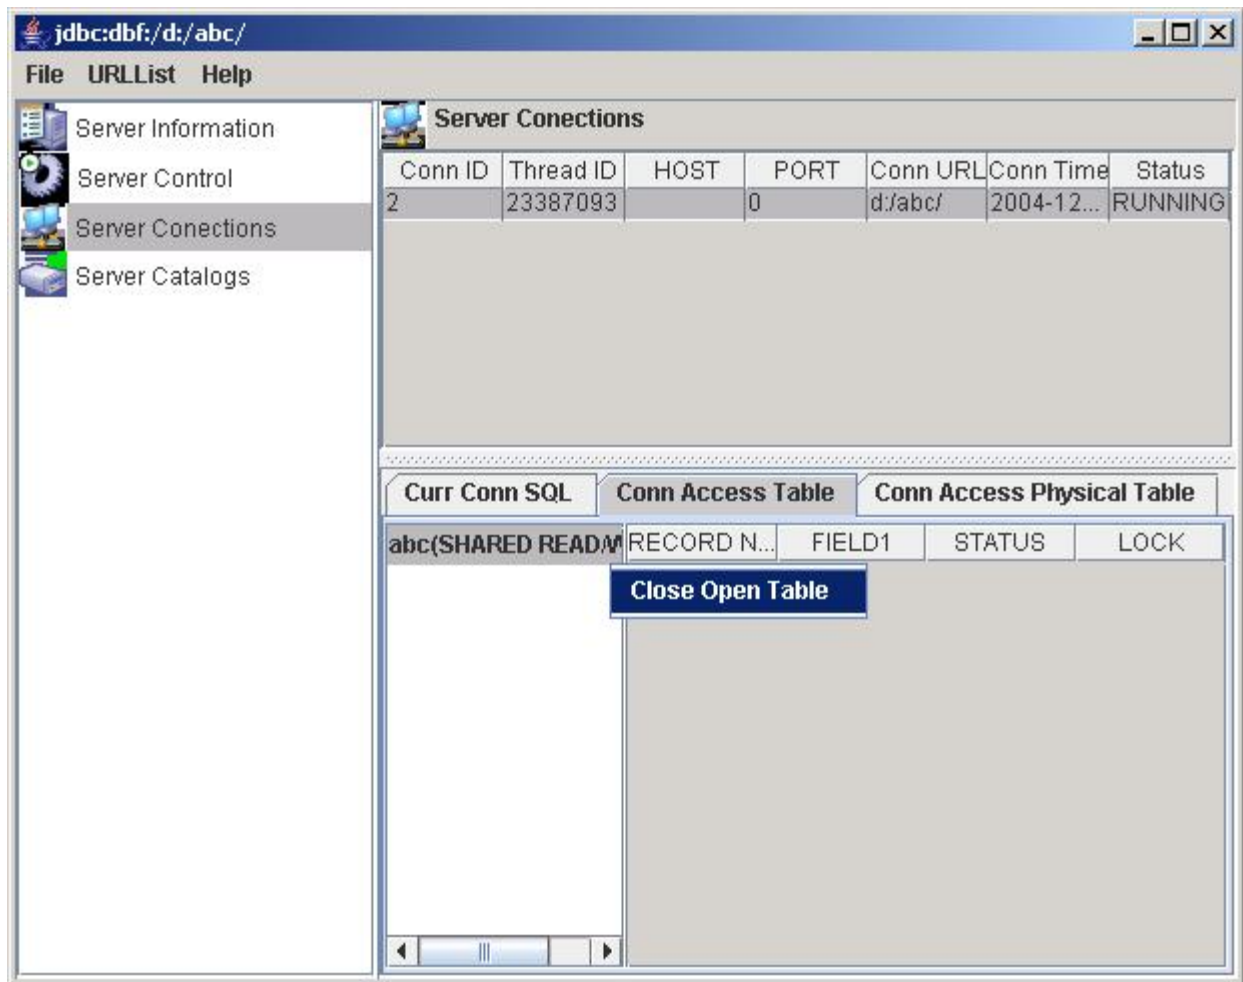 jdbc:dbf:/d:/abc/
File URLList Help
Server Information
Server Control
Server Conections
Server Catalogs
Server Conections
Conn ID Thread ID HOST PORT Conn URL Conn Time Status
2 23387093 0 d:/abc/ 2004-12... RUNNING
Curr Conn SQL Conn Access Table Conn Access Physical Table
abc(SHARED READ/W RECORD N... FIELD1 STATUS LOCK
Close Open Table